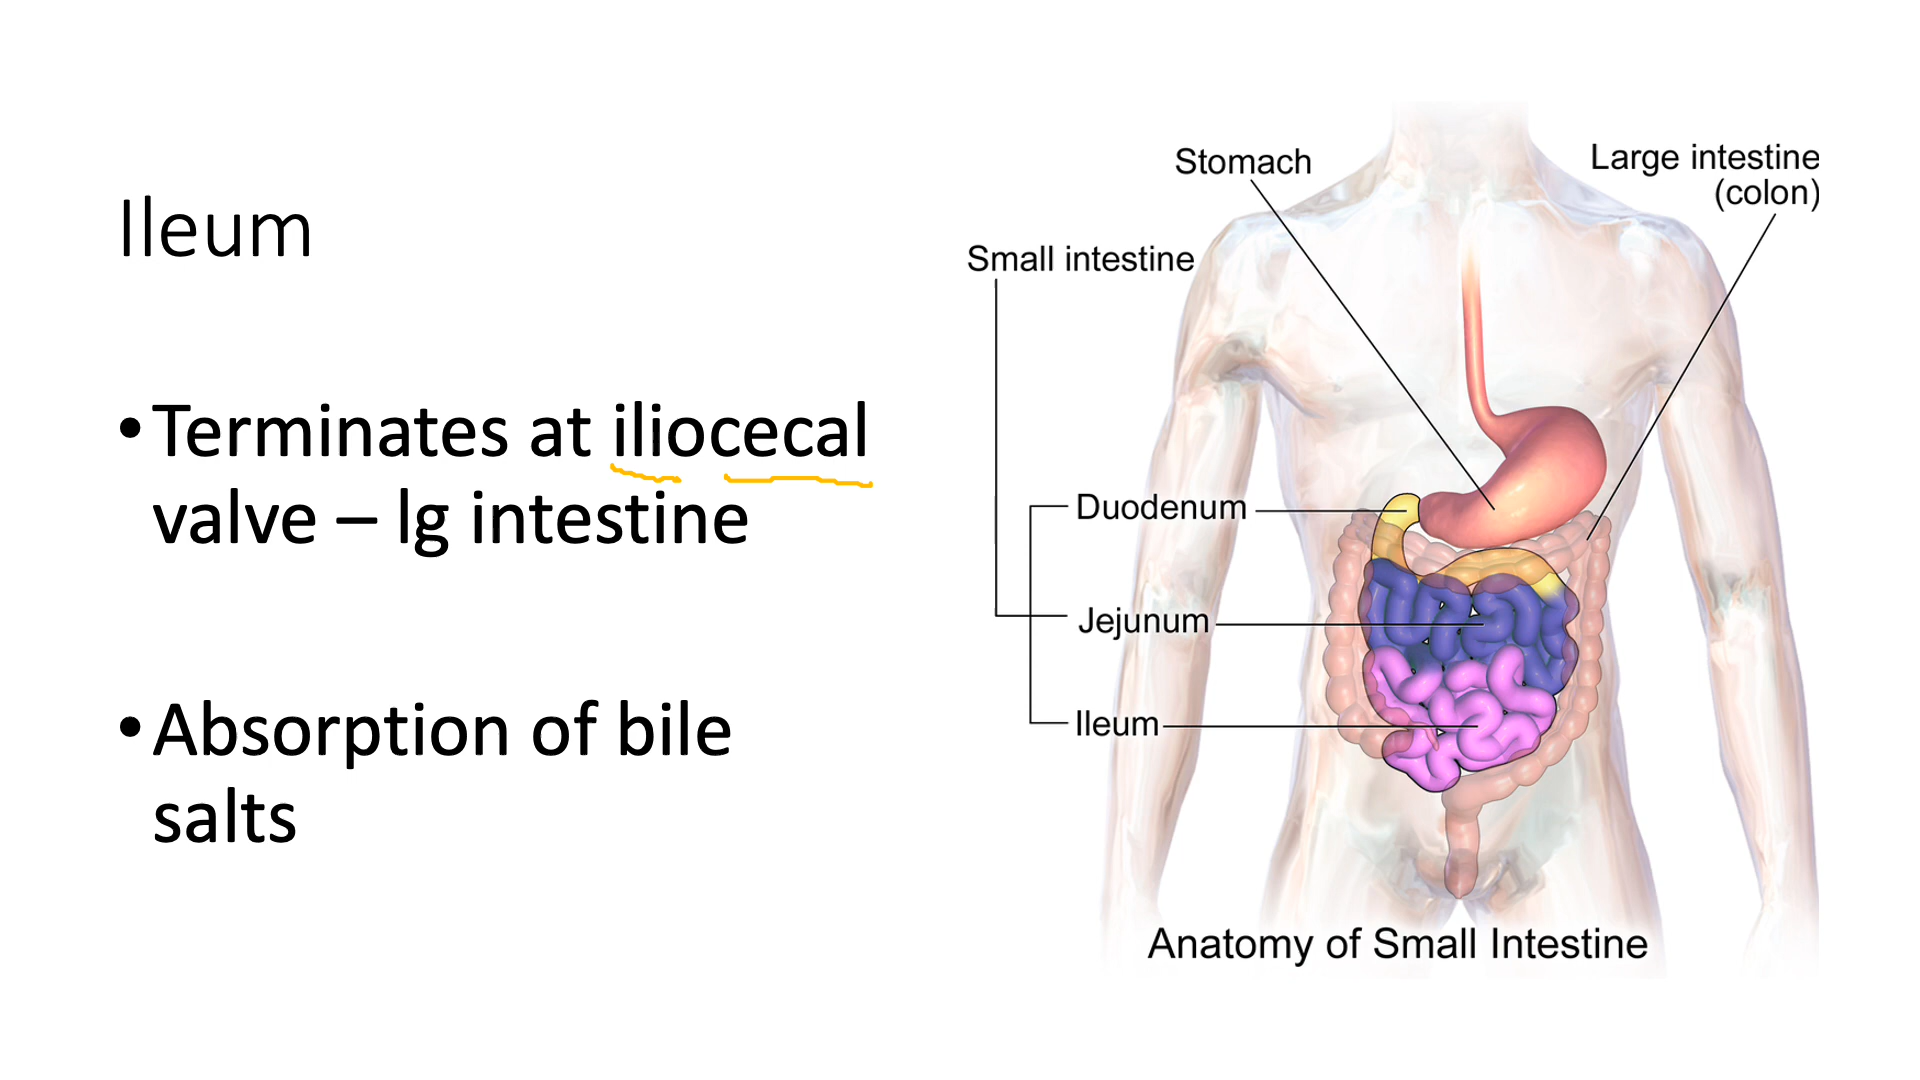 Ileum
• Terminates at iliocecal
valve – lg intestine
• Absorption of bile
salts
Stomach
Large intestine
(colon)
Small intestine
Duodenum
Jejunum
Ileum
Anatomy of Small Intestine